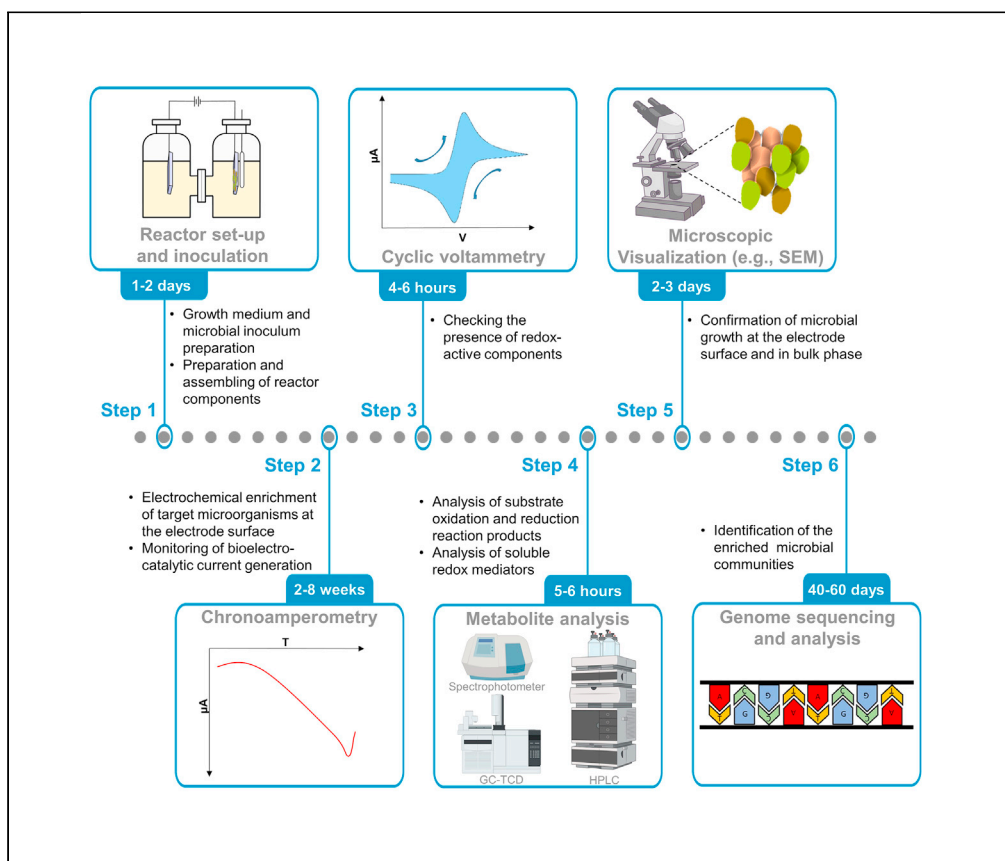 Reactor set-up
and inoculation
1-2 days
• Growth medium and
microbial inoculum
preparation
• Preparation and
assembling of reactor
components
Step 1
Step 2
• Electrochemical enrichment
of target microorganisms at
the electrode surface
• Monitoring of bioelectro-
catalytic current generation
2-8 weeks
Chronoamperometry
T
µA
µA
V
Cyclic voltammetry
4-6 hours
• Checking the
presence of redox-
active components
Step 3
Step 4
• Analysis of substrate
oxidation and reduction
reaction products
• Analysis of soluble
redox mediators
5-6 hours
Metabolite analysis
Spectrophotometer
GC-TCD
HPLC
Microscopic
Visualization (e.g., SEM)
2-3 days
• Confirmation of microbial
growth at the electrode
surface and in bulk phase
Step 5
Step 6
• Identification of the
enriched microbial
communities
40-60 days
Genome sequencing
and analysis